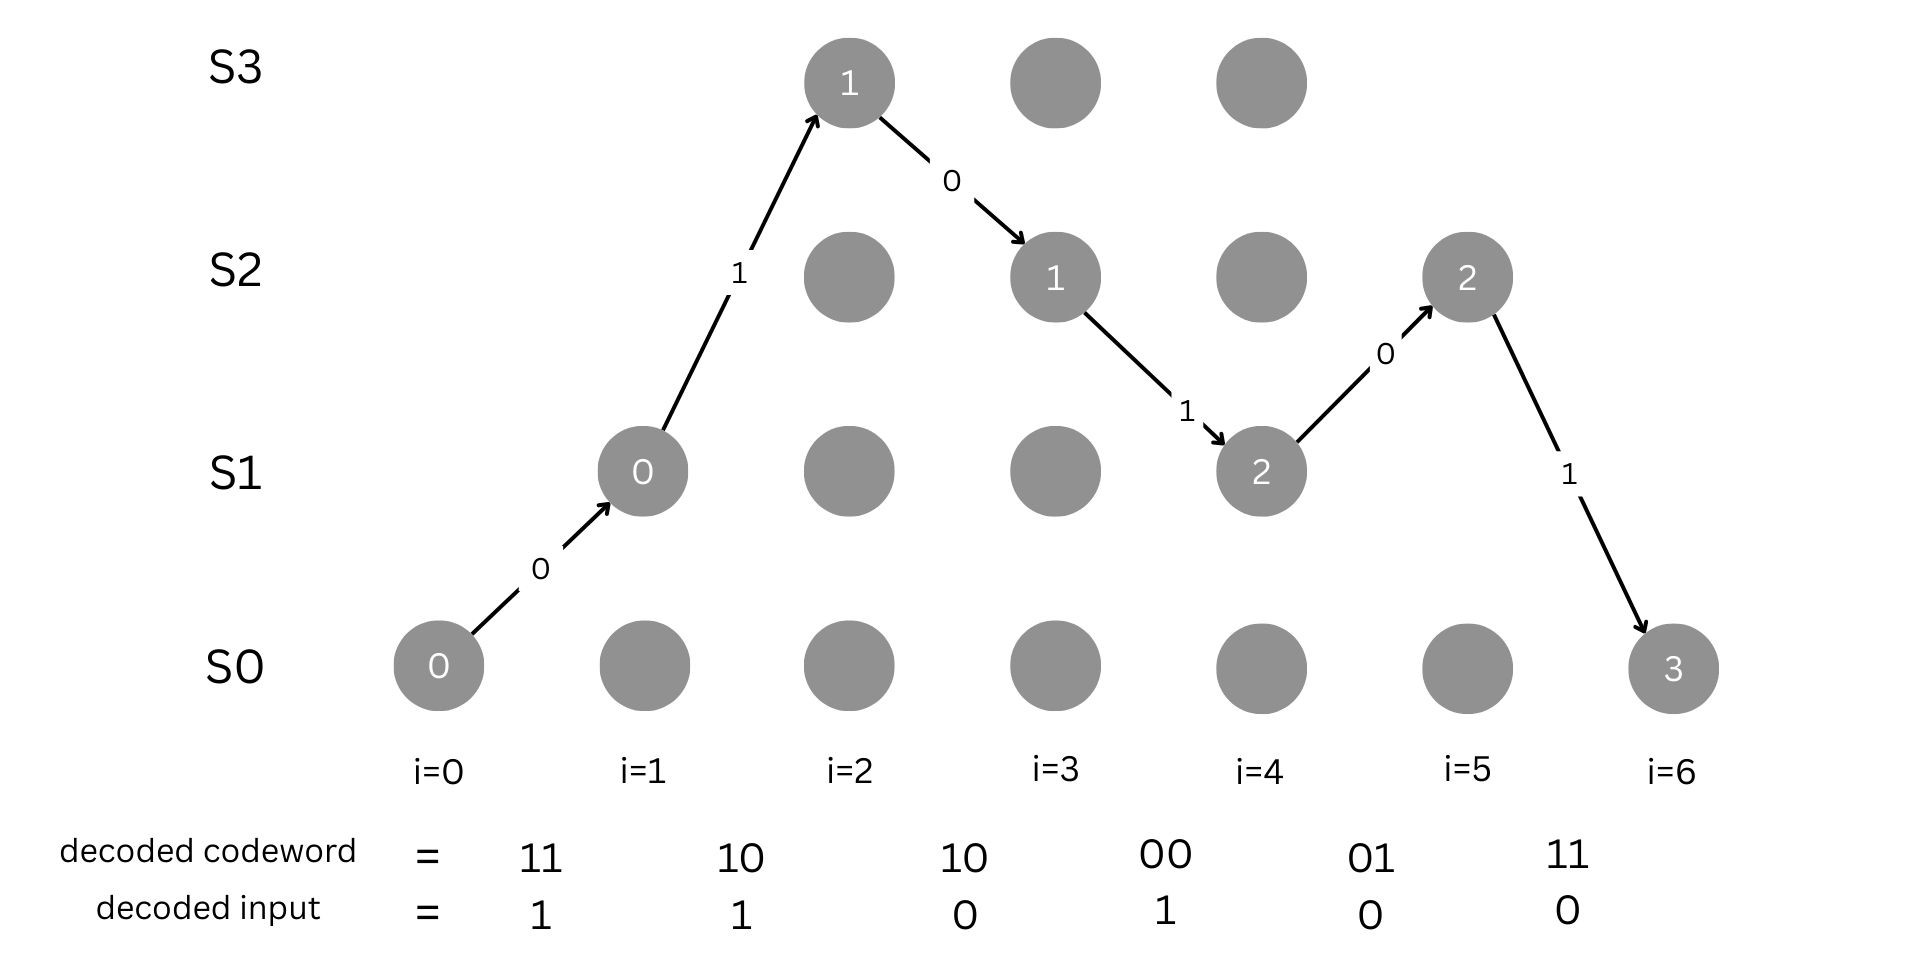 S3 1
0
1
S2 1 2
0
1
1
S1 0 2
0
S0 0 3
i=0 i=1 i=2 i=3 i=4 i=5 i=6
decoded codeword = 11 10 10 00 01 11
decoded input = 1 1 0 1 0 0